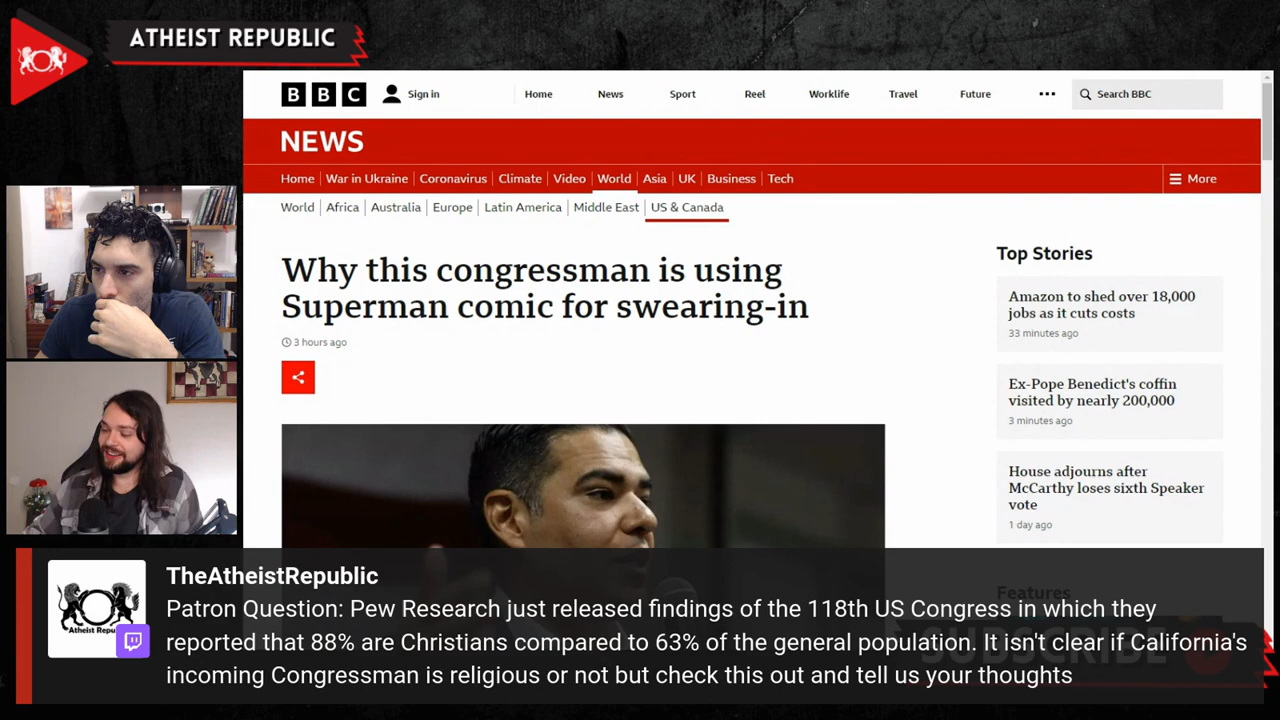 ATHEIST REPUBLIC
BBC
Sign in
Home
News
Sport
Reel
Worklife
Travel
Future
Search BBC
NEWS
Home
War in Ukraine
Coronavirus
Climate
Video
World
Asia
UK
Business
Tech
More
World
Africa
Australia
Europe
Latin America
Middle East
US & Canada
Why this congressman is using
Superman comic for swearing-in
3 hours ago
Top Stories
Amazon to shed over 18,000
jobs as it cuts costs
33 minutes ago
Ex-Pope Benedict's coffin
visited by nearly 200,000
3 minutes ago
House adjourns after
McCarthy loses sixth Speaker
vote
1 day ago
Features
SUBSCRIBE
Atheist Repu
TheAtheistRepublic
Patron Question: Pew Research just released findings of the 118th US Congress in which they
reported that 88% are Christians compared to 63% of the general population. It isn't clear if California's
incoming Congressman is religious or not but check this out and tell us your thoughts